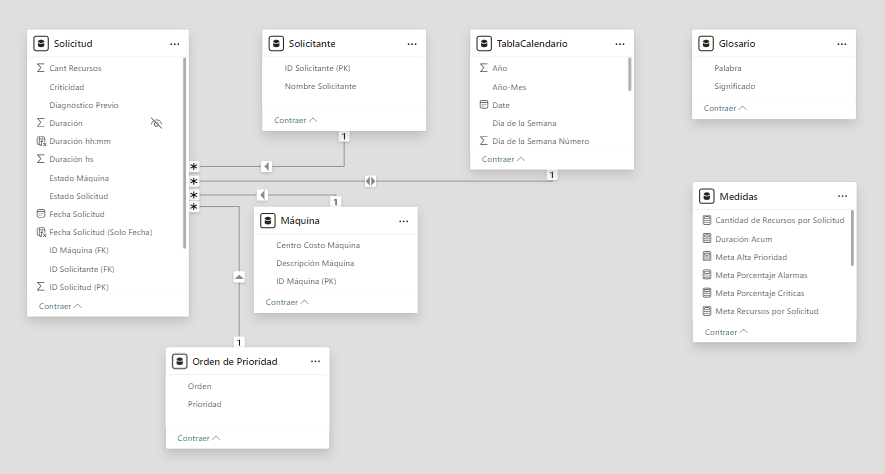 Solicitud
Cant Recursos
Criticidad
Diagnóstico Previo
Duración
Duración hh:mm
Duración hs
Estado Máquina
Estado Solicitud
Fecha Solicitud
Fecha Solicitud (Solo Fecha)
ID Máquina (FK)
ID Solicitante (FK)
ID Solicitud (PK)
Contraer
Solicitante
ID Solicitante (PK)
Nombre Solicitante
Contraer
TablaCalendario
Año
Año-Mes
Date
Día de la Semana
Día de la Semana Número
Contraer
Glosario
Palabra
Significado
Contraer
1
1
*
*
*
*
1
Máquina
Centro Costo Máquina
Descripción Máquina
ID Máquina (PK)
Contraer
Medidas
Cantidad de Recursos por Solicitud
Duración Acum
Meta Alta Prioridad
Meta Porcentaje Alarmas
Meta Porcentaje Criticas
Meta Recursos por Solicitud
Contraer
1
Orden de Prioridad
Orden
Prioridad
Contraer